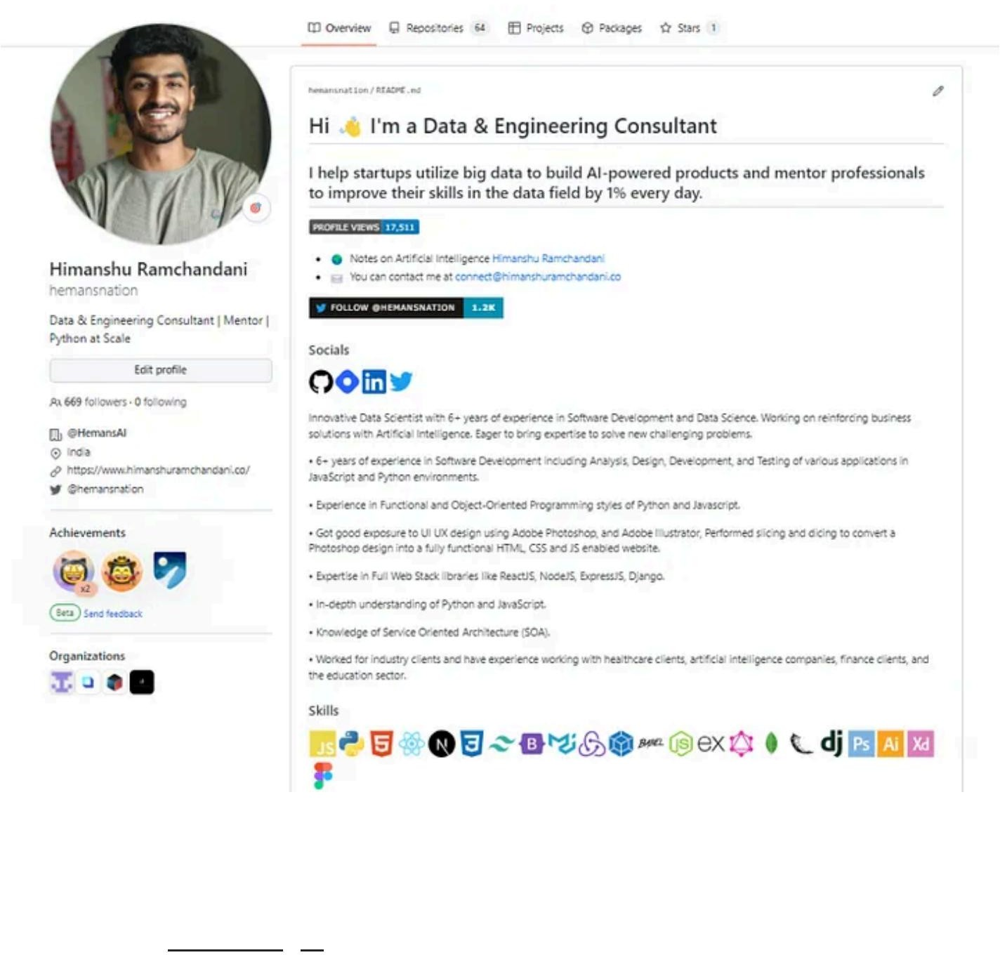 Overview Repositories 64 Projects Packages Stars 1
hemansnation / README.md
Hi 👋 I'm a Data & Engineering Consultant
I help startups utilize big data to build AI-powered products and mentor professionals
to improve their skills in the data field by 1% every day.
PROFILE VIEWS 17,511
• Notes on Artificial Intelligence Himanshu Ramchandani
• You can contact me at connect@himanshuramchandani.co
FOLLOW @HEMANSNATION 1.2K
Himanshu Ramchandani
hemansnation
Data & Engineering Consultant | Mentor |
Python at Scale
Edit profile
669 followers · 0 following
@HemansAI
India
https://www.himanshuramchandani.co/
@hemansnation
Achievements
x2
Beta Send feedback
Organizations
Socials
in
Innovative Data Scientist with 6+ years of experience in Software Development and Data Science. Working on reinforcing business
solutions with Artificial Intelligence. Eager to bring expertise to solve new challenging problems.
• 6+ years of experience in Software Development including Analysis, Design, Development, and Testing of various applications in
JavaScript and Python environments.
• Experience in Functional and Object-Oriented Programming styles of Python and Javascript.
• Got good exposure to UI UX design using Adobe Photoshop, and Adobe Illustrator, Performed slicing and dicing to convert a
Photoshop design into a fully functional HTML, CSS and JS enabled website.
• Expertise in Full Web Stack libraries like ReactJS, NodeJS, ExpressJS, Django.
• In-depth understanding of Python and JavaScript.
• Knowledge of Service Oriented Architecture (SOA).
• Worked for industry clients and have experience working with healthcare clients, artificial intelligence companies, finance clients, and
the education sector.
Skills
JS 5 N 3 B BABEL JS ex dj Ps Ai Xd